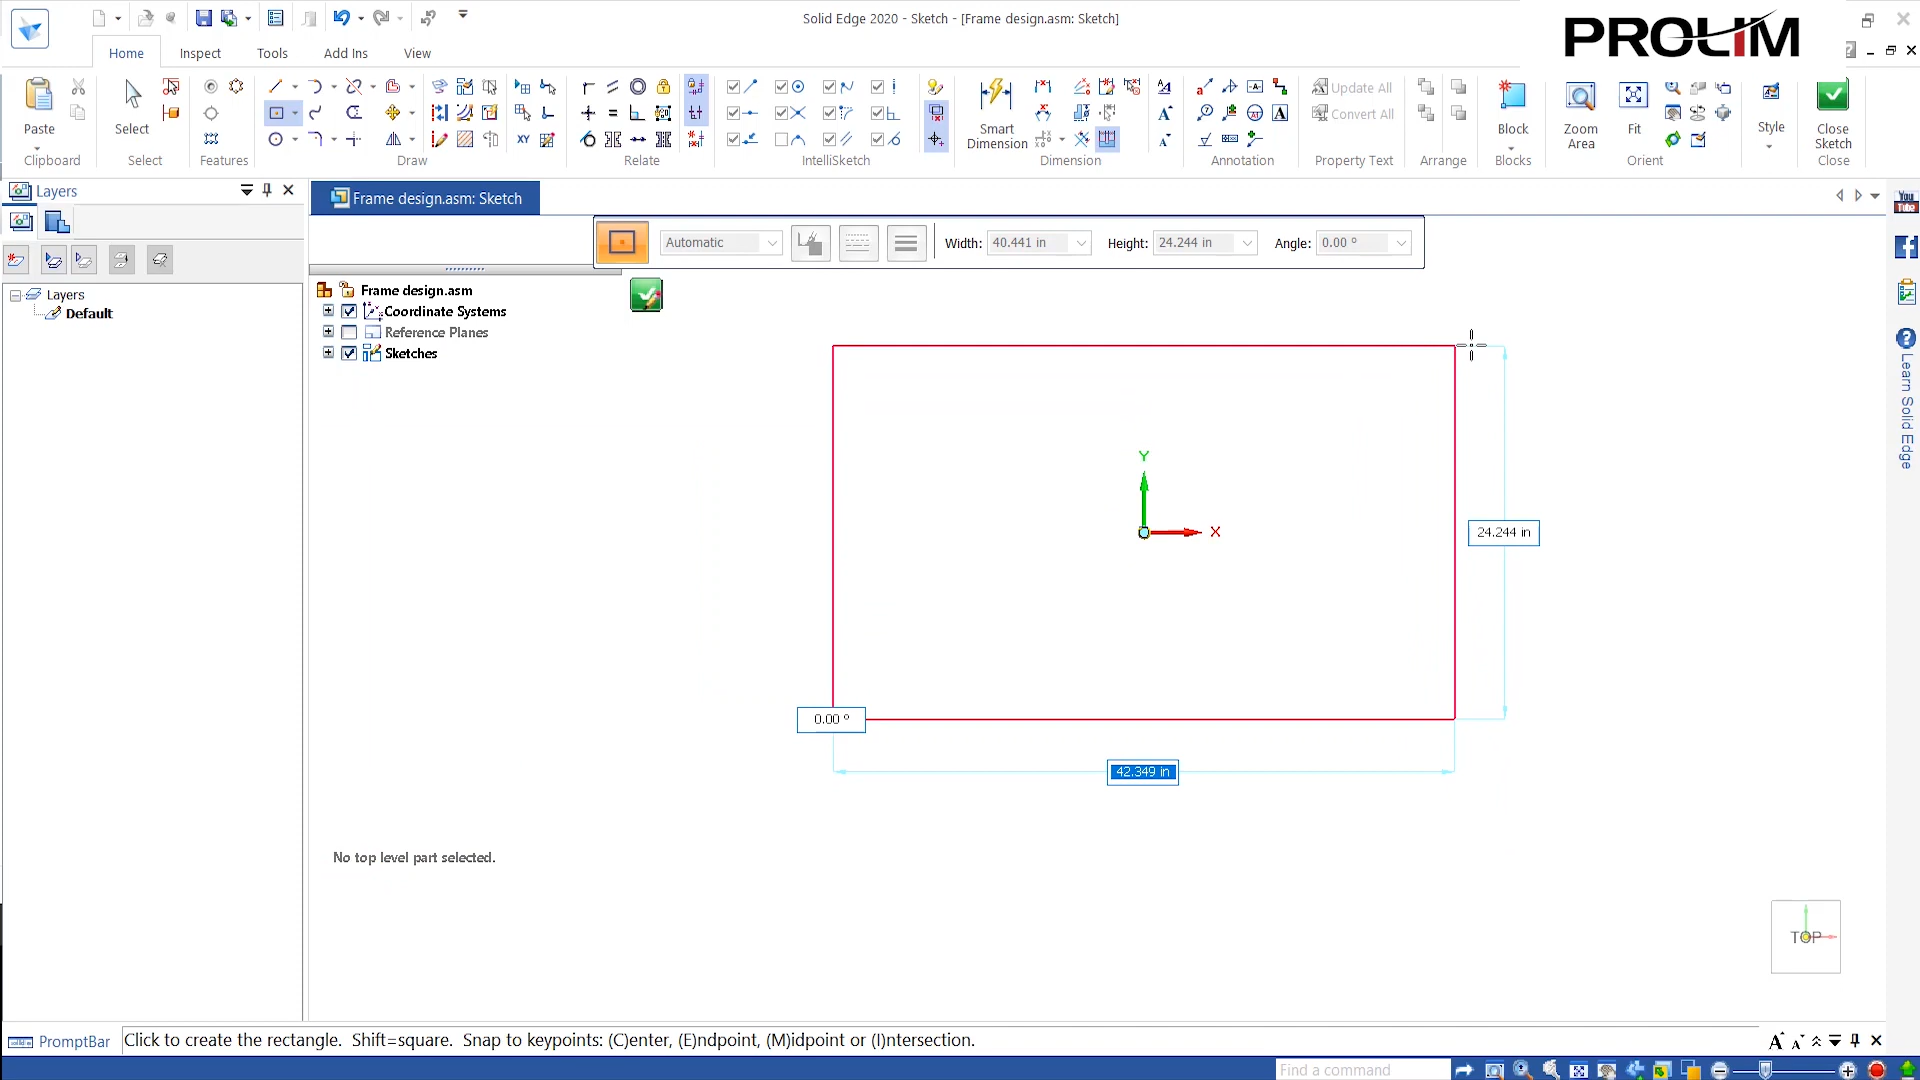 Solid Edge 2020 - Sketch - [Frame design.asm: Sketch]
PROLIM
Home
Inspect
Tools
Add Ins
View
Paste
Clipboard
Select
Select
Features
Draw
Relate
IntelliSketch
Smart
Dimension
Dimension
Annotation
Update All
Convert All
Property Text
Arrange
Block
Blocks
Zoom
Area
Fit
Orient
Style
Close
Sketch
Close
Layers
Frame design.asm: Sketch
Automatic
Width: 40.441 in
Height: 24.244 in
Angle: 0.00 °
Layers
Default
Frame design.asm
Coordinate Systems
Reference Planes
Sketches
Y
X
24.244 in
0.00 °
42.349 in
No top level part selected.
TOP
You
Tube
Learn Solid Edge
PromptBar
Click to create the rectangle. Shift=square. Snap to keypoints: (C)enter, (E)ndpoint, (M)idpoint or (I)ntersection.
Find a command